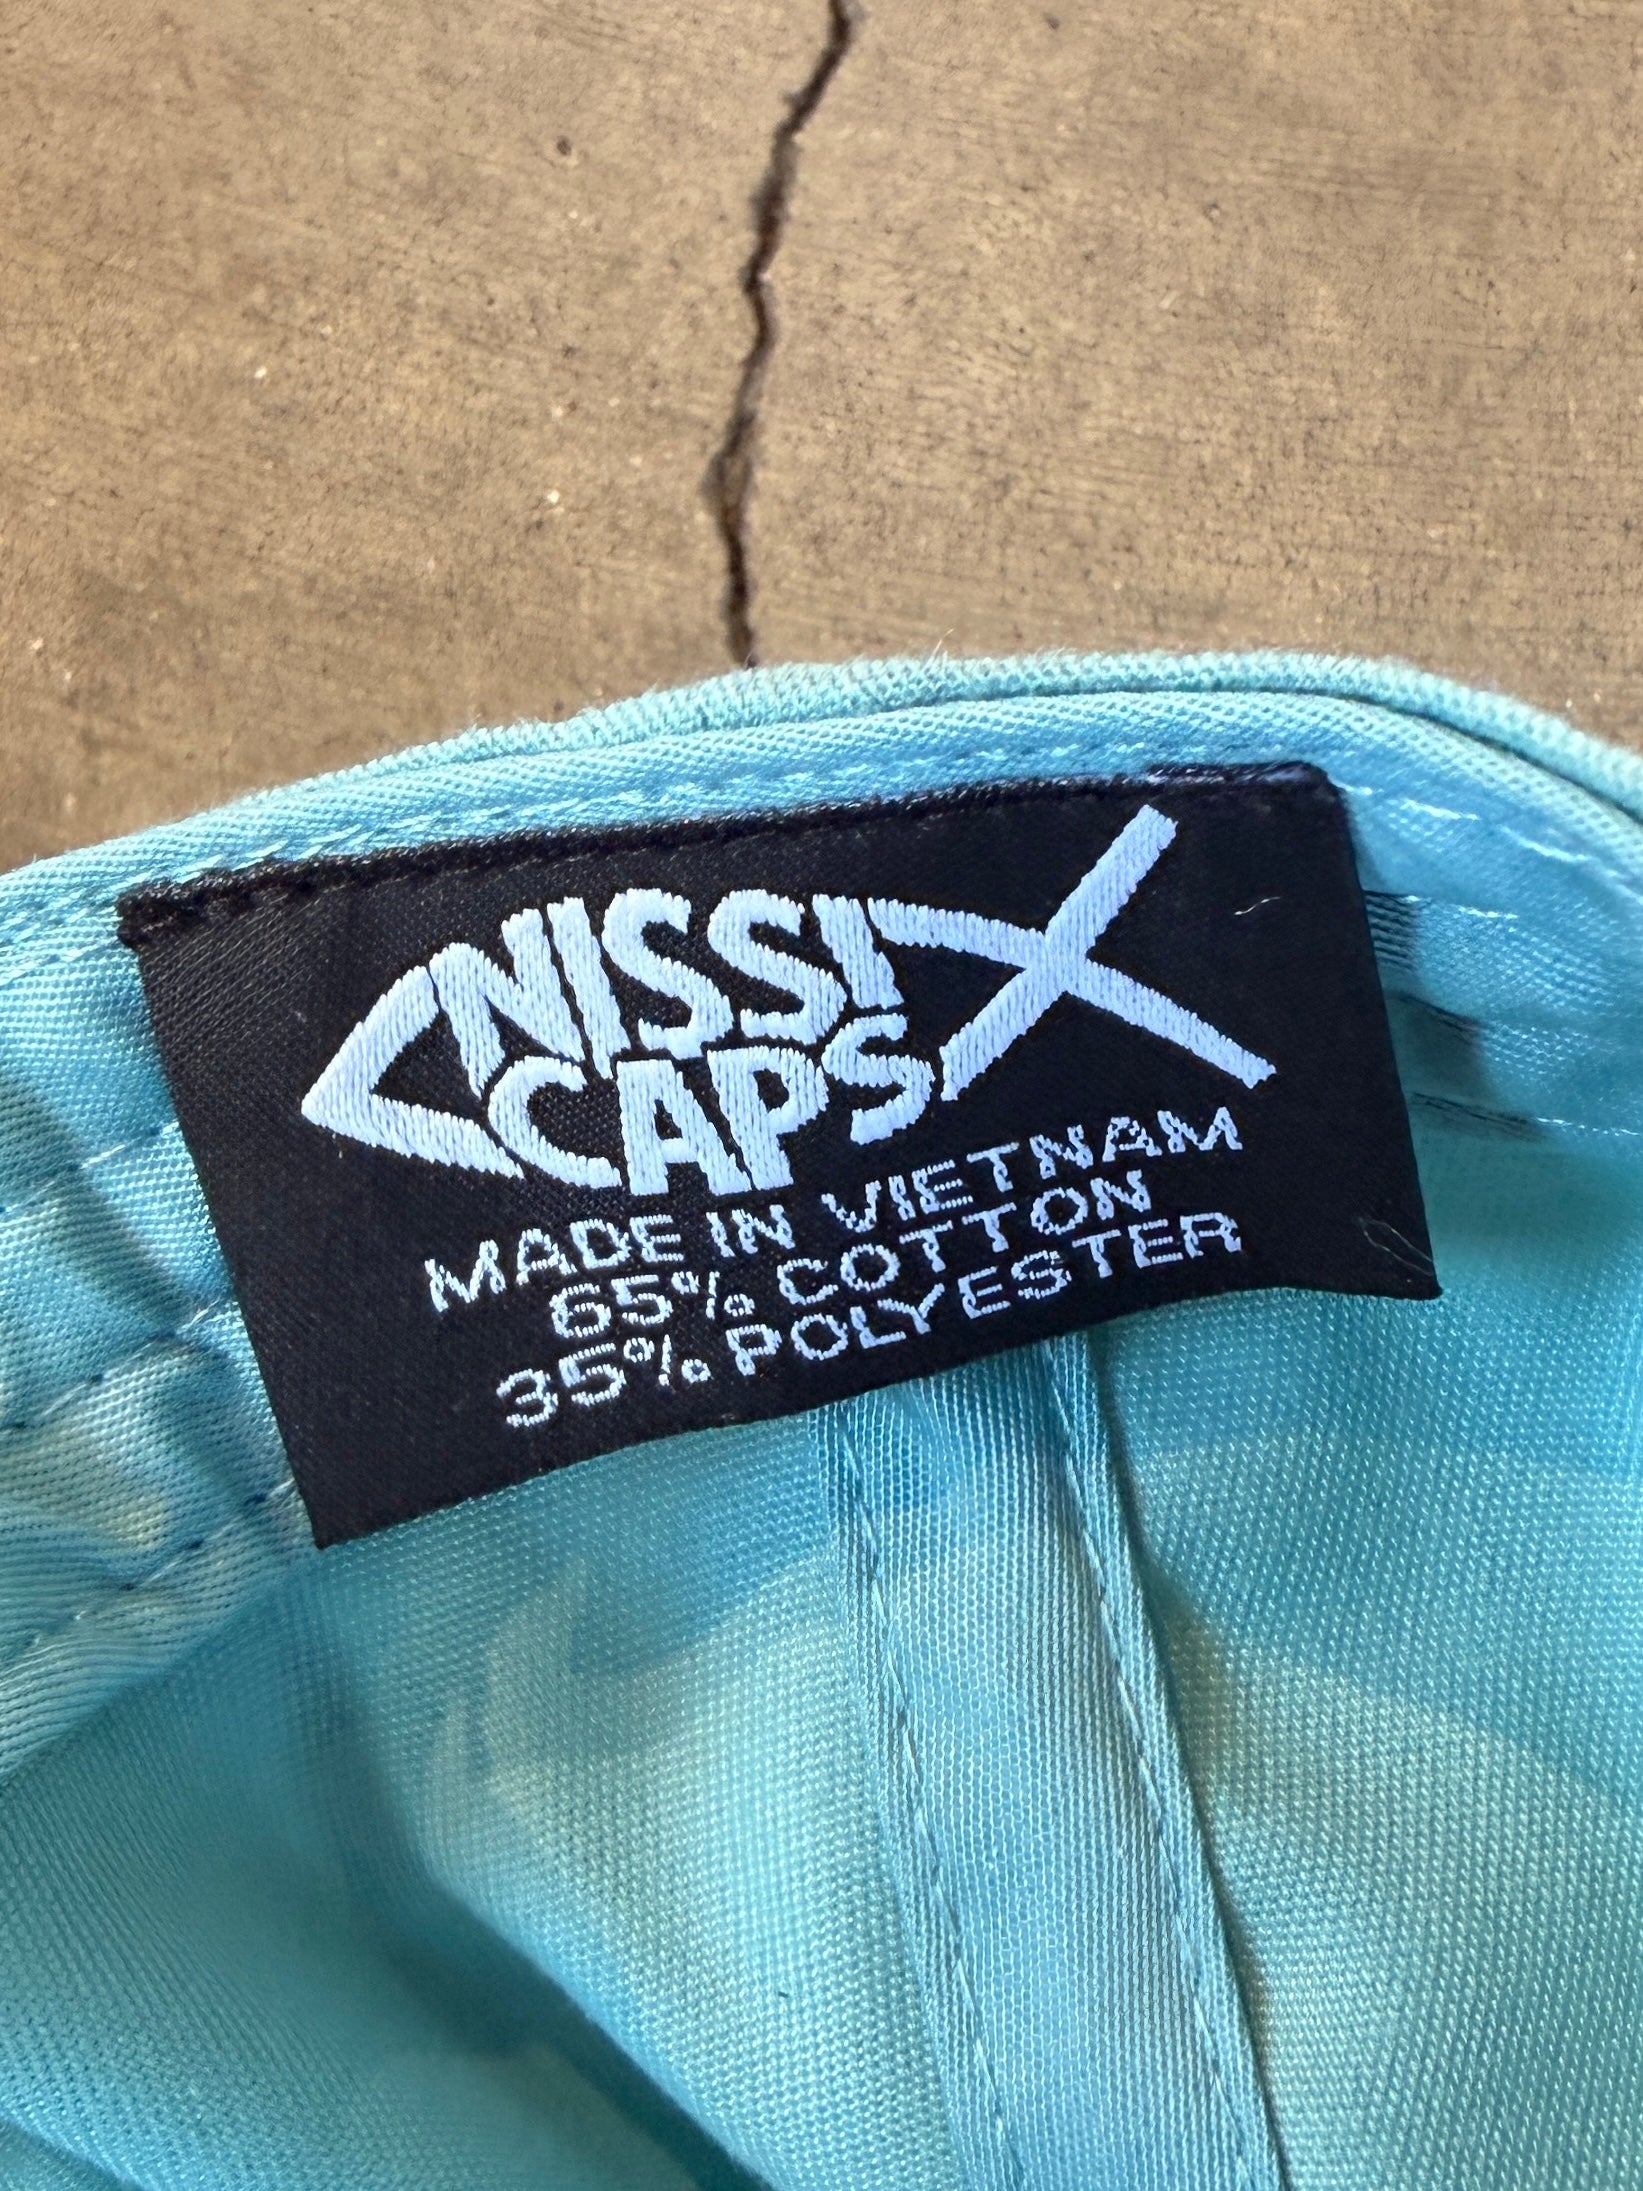 NISSI
CAPS
MADE IN VIETNAM
65% COTTON
35% POLYESTER